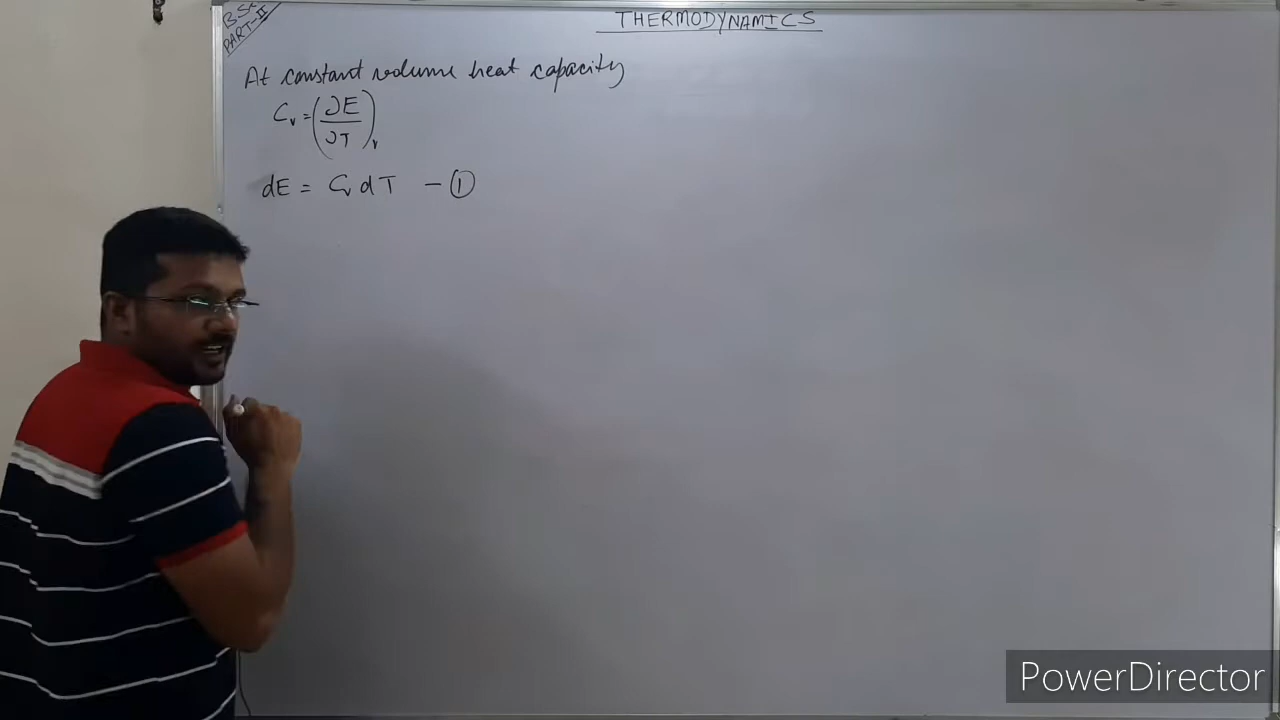 B.Sc
PART-II
THERMODYNAMICS
At constant volume heat capacity
Cᵥ = (∂E/∂T)ᵥ
dE = Cᵥ dT – ①
PowerDirector